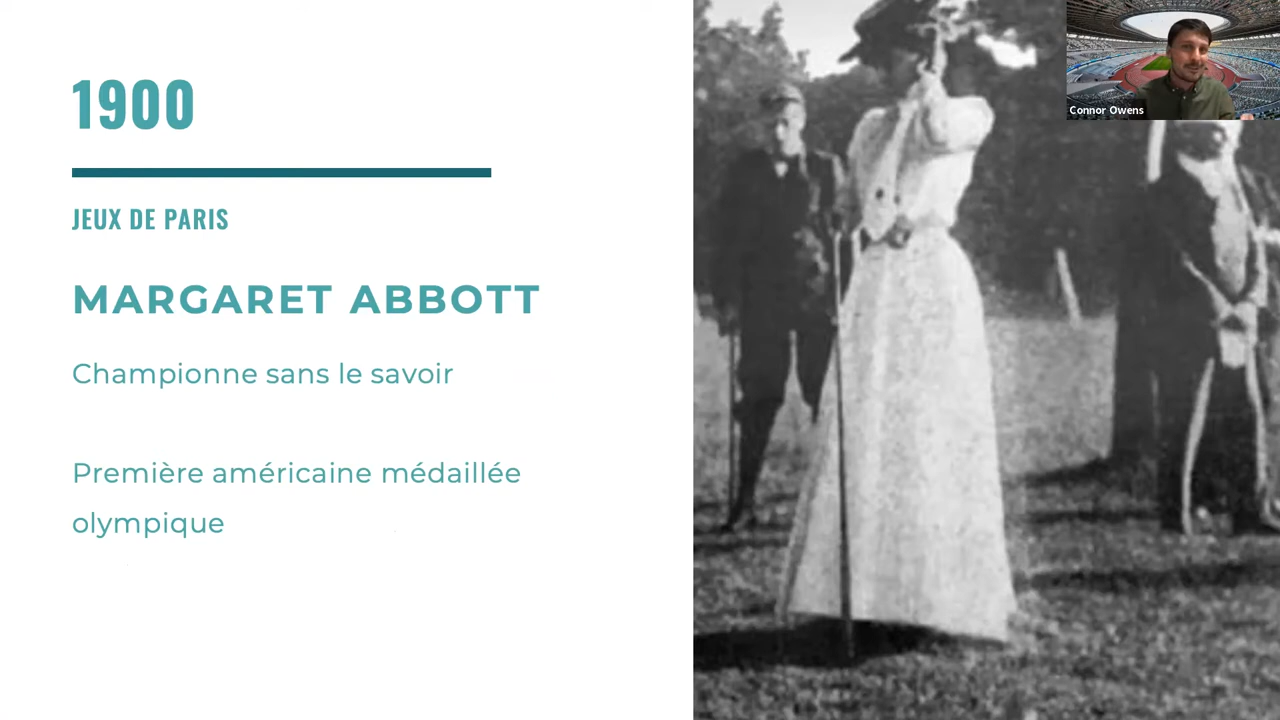 1900
JEUX DE PARIS
MARGARET ABBOTT
Championne sans le savoir
Première américaine médaillée
olympique
Connor Owens